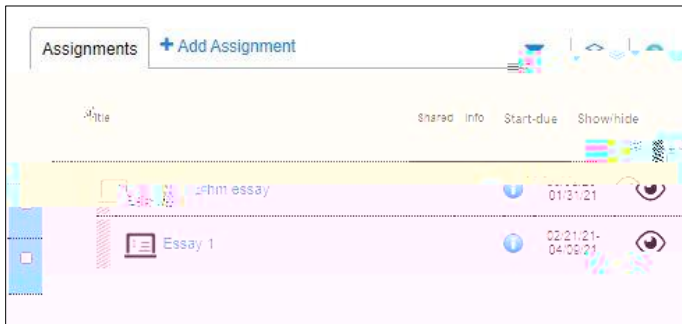 Assignments + Add Assignment
Title Shared Info Start-due Show/hide
essay
01/31/21
Essay 1 02/21/21-
04/09/21